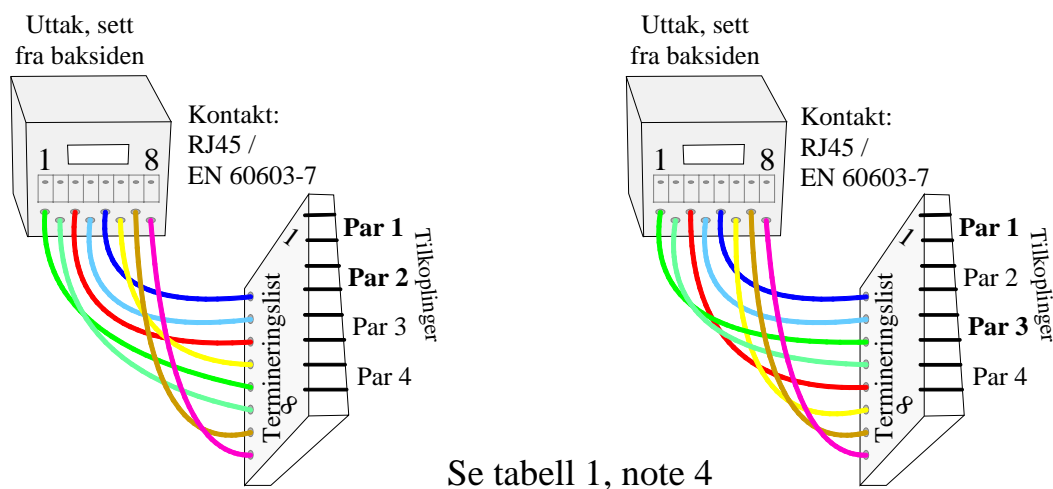 Uttak, sett
fra baksiden
Kontakt:
RJ45 /
EN 60603-7
1 8
1
Par 1
Par 2
Par 3
Par 4
Tilkoplinger
Termineringslist
8
Uttak, sett
fra baksiden
Kontakt:
RJ45 /
EN 60603-7
1 8
1
Par 1
Par 2
Par 3
Par 4
Tilkoplinger
Termineringslist
8
Se tabell 1, note 4